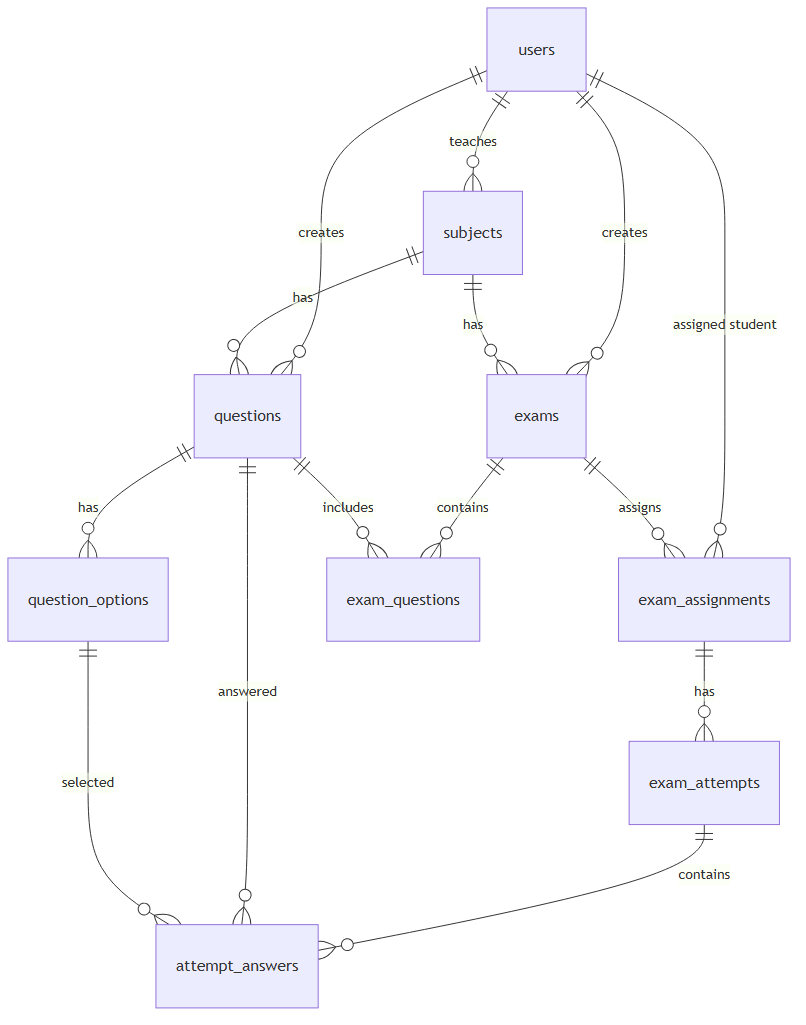 users
teaches
creates
subjects
creates
has
has
assigned student
questions
exams
has
includes
contains
assigns
question_options
exam_questions
exam_assignments
answered
has
selected
exam_attempts
contains
attempt_answers